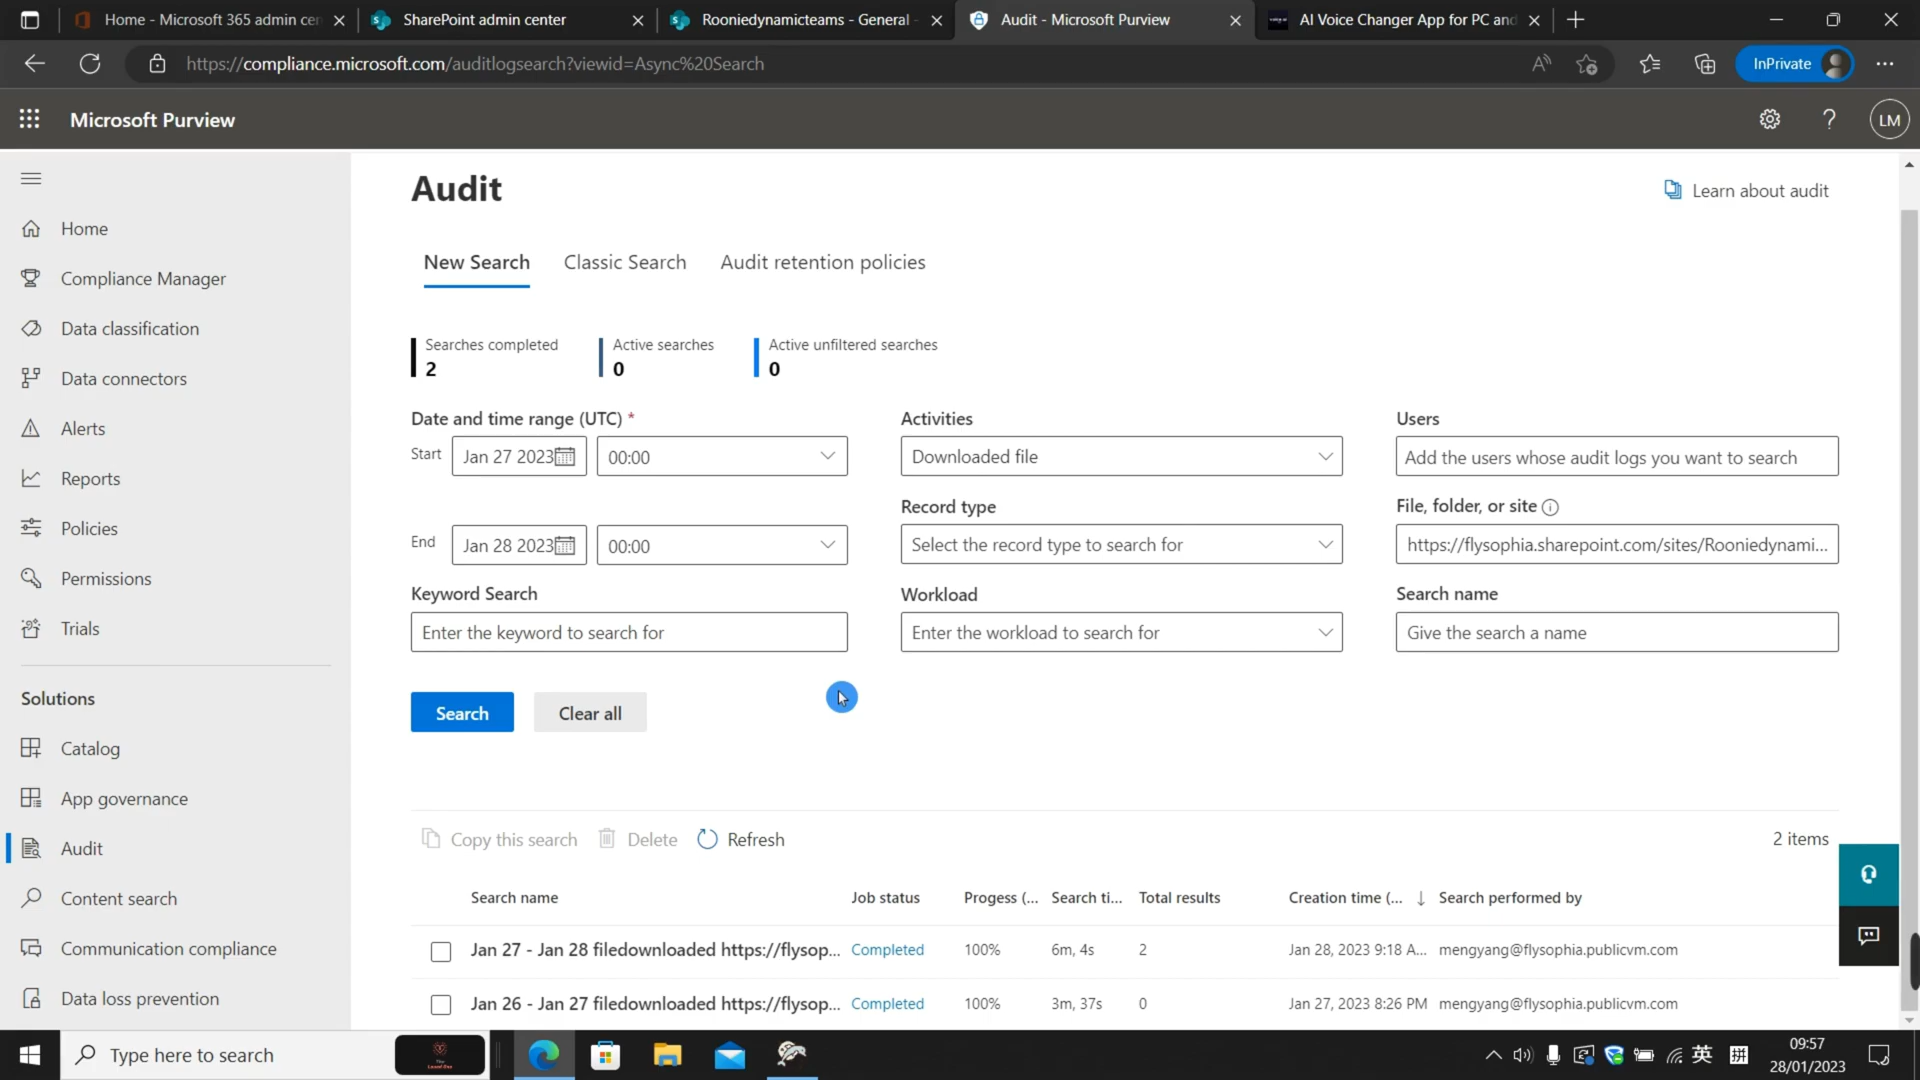 Home - Microsoft 365 admin cen
SharePoint admin center
Rooniedynamicteams - General -
Audit - Microsoft Purview
AI Voice Changer App for PC and
https://compliance.microsoft.com/auditlogsearch?viewid=Async%20Search
InPrivate
Microsoft Purview
LM
Home
Compliance Manager
Data classification
Data connectors
Alerts
Reports
Policies
Permissions
Trials
Solutions
Catalog
App governance
Audit
Content search
Communication compliance
Data loss prevention
Audit
Learn about audit
New Search
Classic Search
Audit retention policies
Searches completed
2
Active searches
0
Active unfiltered searches
0
Date and time range (UTC) *
Start
Jan 27 2023
00:00
End
Jan 28 2023
00:00
Keyword Search
Enter the keyword to search for
Activities
Downloaded file
Record type
Select the record type to search for
Workload
Enter the workload to search for
Users
Add the users whose audit logs you want to search
File, folder, or site
https://flysophia.sharepoint.com/sites/Rooniedynami...
Search name
Give the search a name
Search
Clear all
Copy this search
Delete
Refresh
2 items
Search name Job status Progess (... Search ti... Total results Creation time (... ↓ Search performed by
Jan 27 - Jan 28 filedownloaded https://flysop... Completed 100% 6m, 4s 2 Jan 28, 2023 9:18 A... mengyang@flysophia.publicvm.com
Jan 26 - Jan 27 filedownloaded https://flysop... Completed 100% 3m, 37s 0 Jan 27, 2023 8:26 PM mengyang@flysophia.publicvm.com
Type here to search
英
拼
09:57
28/01/2023